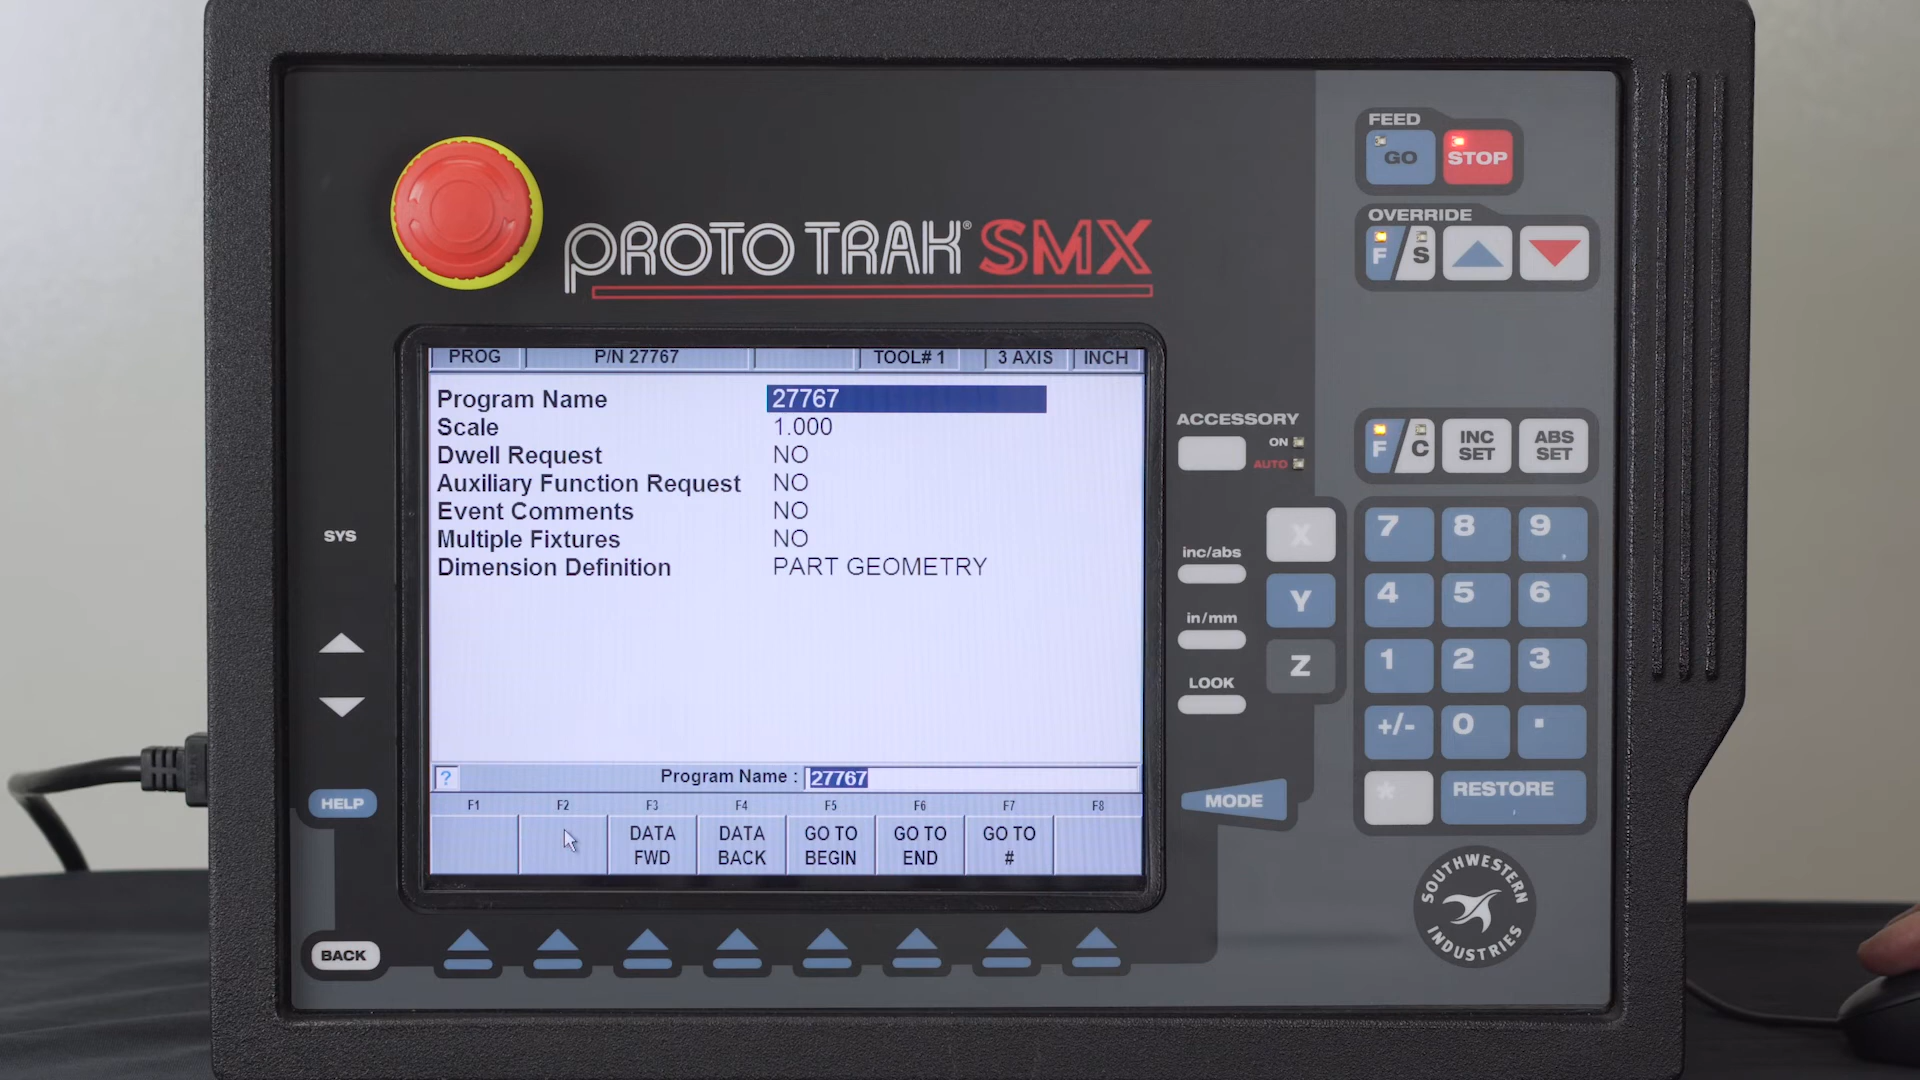 FEED
GO
STOP
OVERRIDE
F S
PROTO TRAK® SMX
PROG P/N 27767 TOOL# 1 3 AXIS INCH
Program Name 27767
Scale 1.000
Dwell Request NO
Auxiliary Function Request NO
Event Comments NO
Multiple Fixtures NO
Dimension Definition PART GEOMETRY
? Program Name : 27767
F1 F2 F3 F4 F5 F6 F7 F8
DATA FWD
DATA BACK
GO TO BEGIN
GO TO END
GO TO #
SYS
HELP
BACK
ACCESSORY
ON
AUTO
F C
INC SET
ABS SET
inc/abs
in/mm
LOOK
MODE
X
Y
Z
7 8 9
4 5 6
1 2 3
+/- 0 .
* RESTORE
SOUTHWESTERN INDUSTRIES